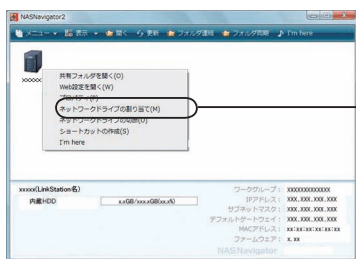 NASNavigator2
メニュー 表示 開く 更新 フォルダ連結 フォルダ同期 I'm here
xxxxx
共有フォルダを開く(O)
Web設定を開く(W)
プロパティ(P)
ネットワークドライブの割り当て(M)
ネットワークドライブの切断(U)
ショートカットの作成(S)
I'm here
xxxxx(LinkStation名)
内蔵HDD x.xGB/xxx.xGB(xx.x%)
ワークグループ: XXXXXXXXXXXX
IPアドレス: XXX.XXX.XXX.XXX
サブネットマスク: XXX.XXX.XXX.XXX
デフォルトゲートウェイ: XXX.XXX.XXX.XXX
MACアドレス: xx:xx:xx:xx:xx:xx
ファームウェア: x.xx
NASNavigator